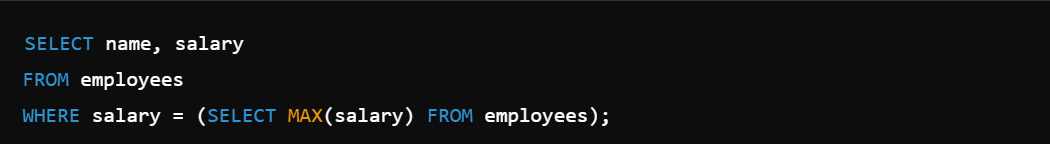 SELECT name, salary
FROM employees
WHERE salary = (SELECT MAX(salary) FROM employees);